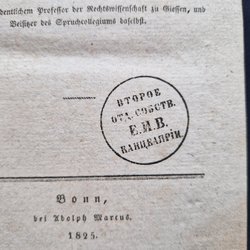 dentlichem Professor der Rechtswissenschaft zu Giessen, und
Beisitzer des Spruchcollegiums daselbst.
ВТОРОЕ
ОТД. СОБСТВ.
Е.И.В.
КАНЦЕЛЯРІИ
Bonn,
bei Adolph Marcus.
1825.